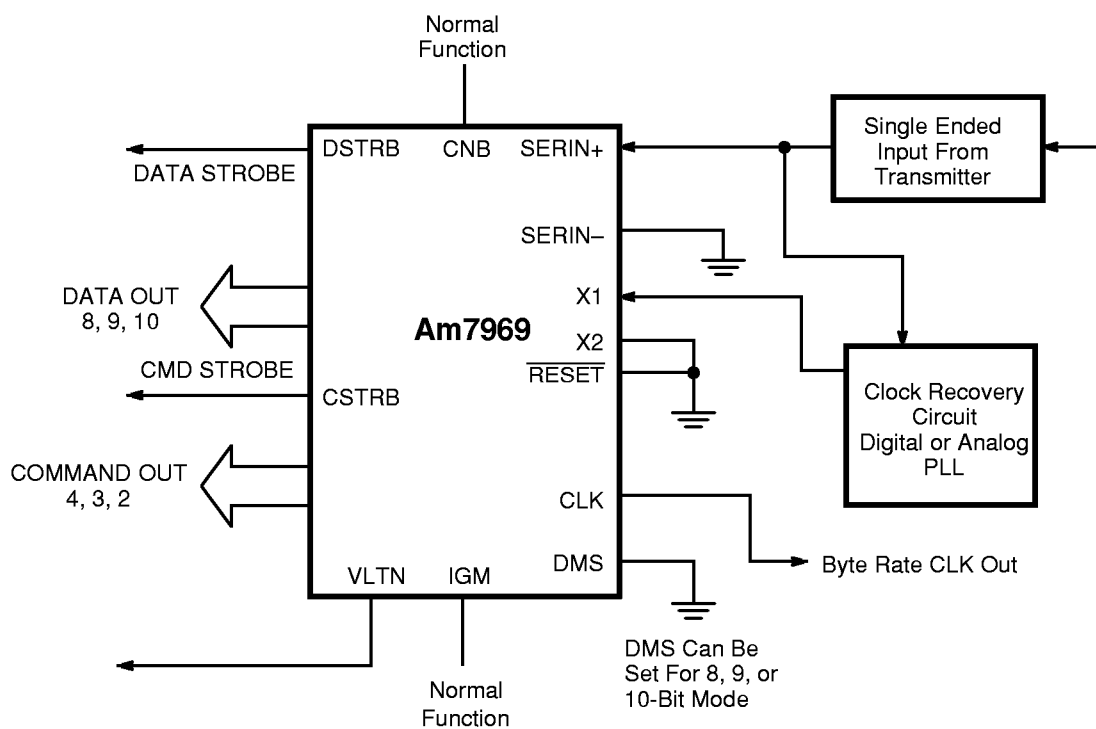 Normal
Function
DSTRB
CNB
SERIN+
DATA STROBE
Single Ended
Input From
Transmitter
SERIN–
DATA OUT
8, 9, 10
X1
Am7969
X2
RESET
CMD STROBE
CSTRB
Clock Recovery
Circuit
Digital or Analog
PLL
COMMAND OUT
4, 3, 2
CLK
DMS
Byte Rate CLK Out
VLTN
IGM
DMS Can Be
Set For 8, 9, or
10-Bit Mode
Normal
Function